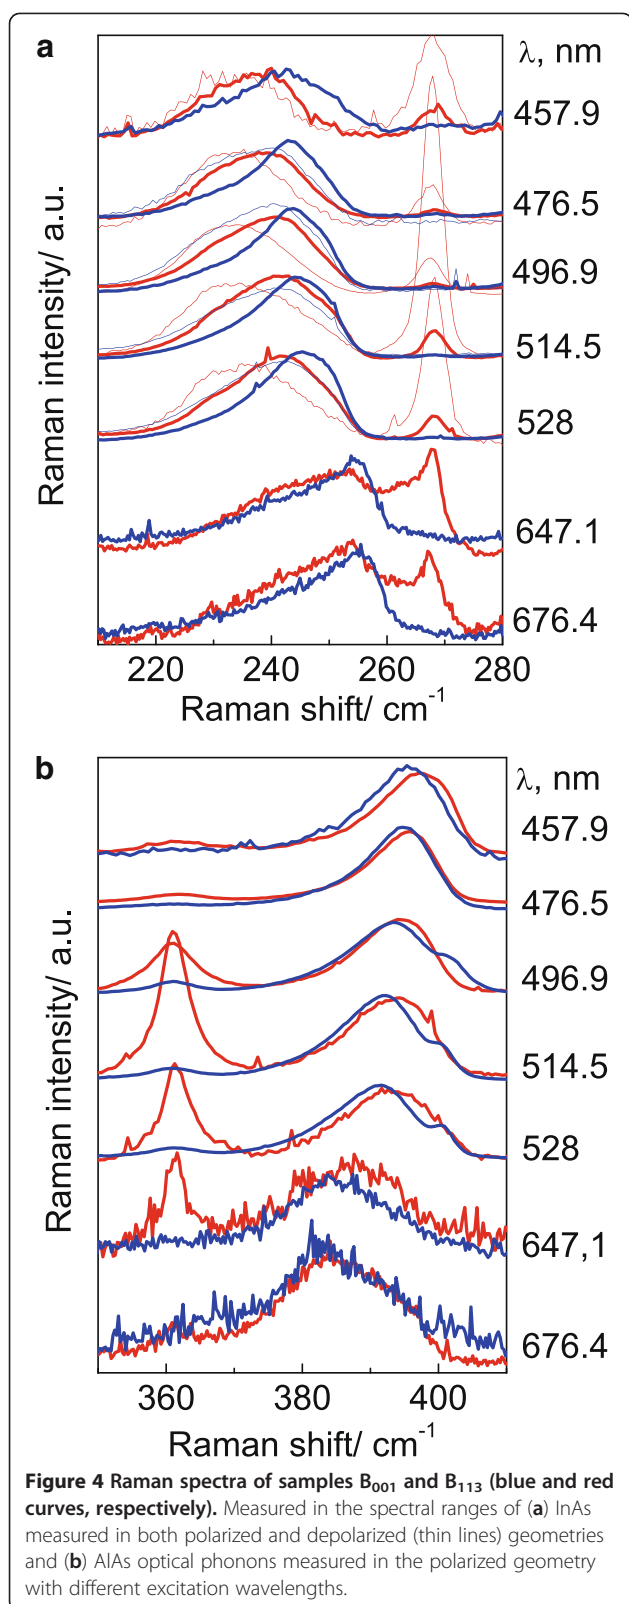 a
λ, nm
457.9
476.5
496.9
514.5
528
647.1
676.4
Raman intensity/ a.u.
220 240 260 280
Raman shift/ cm⁻¹
b
λ, nm
457.9
476.5
496.9
514.5
528
647,1
676.4
Raman intensity/ a.u.
360 380 400
Raman shift/ cm⁻¹
Figure 4 Raman spectra of samples B₀₀₁ and B₁₁₃ (blue and red
curves, respectively). Measured in the spectral ranges of (a) InAs
measured in both polarized and depolarized (thin lines) geometries
and (b) AlAs optical phonons measured in the polarized geometry
with different excitation wavelengths.